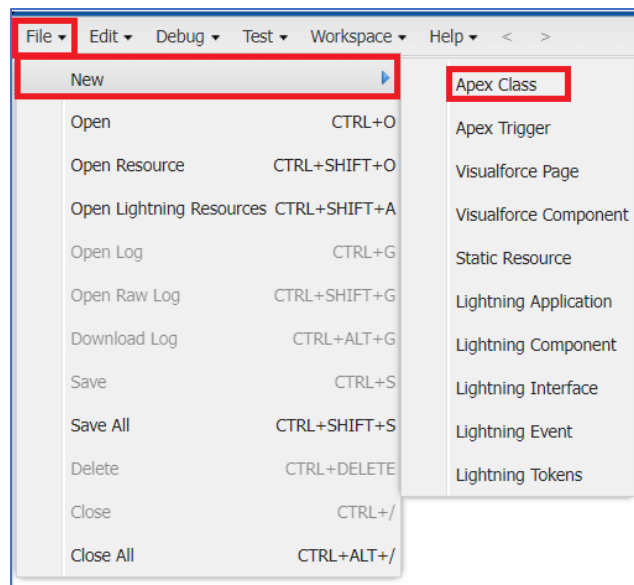 File Edit Debug Test Workspace Help < >
New
Open CTRL+O
Open Resource CTRL+SHIFT+O
Open Lightning Resources CTRL+SHIFT+A
Open Log CTRL+G
Open Raw Log CTRL+SHIFT+G
Download Log CTRL+ALT+G
Save CTRL+S
Save All CTRL+SHIFT+S
Delete CTRL+DELETE
Close CTRL+/
Close All CTRL+ALT+/
Apex Class
Apex Trigger
Visualforce Page
Visualforce Component
Static Resource
Lightning Application
Lightning Component
Lightning Interface
Lightning Event
Lightning Tokens